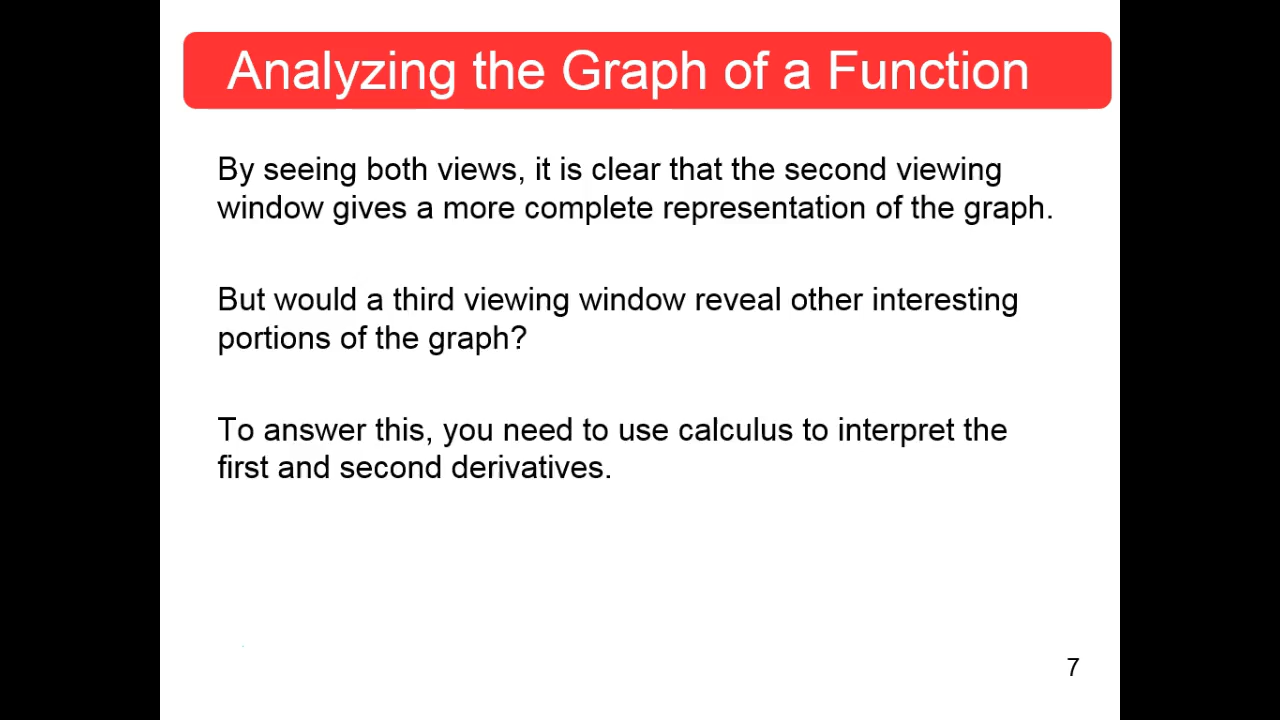 Analyzing the Graph of a Function
By seeing both views, it is clear that the second viewing
window gives a more complete representation of the graph.
But would a third viewing window reveal other interesting
portions of the graph?
To answer this, you need to use calculus to interpret the
first and second derivatives.
7